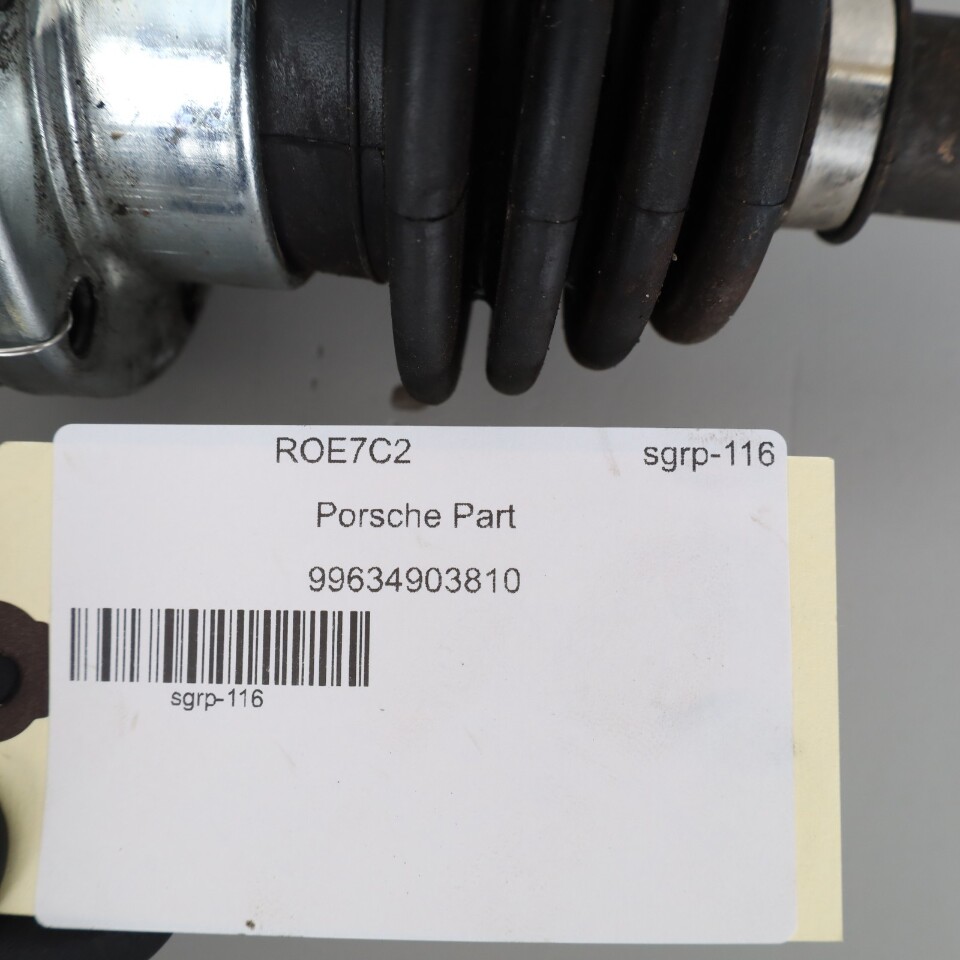 ROE7C2 sgrp-116
Porsche Part
99634903810
sgrp-116